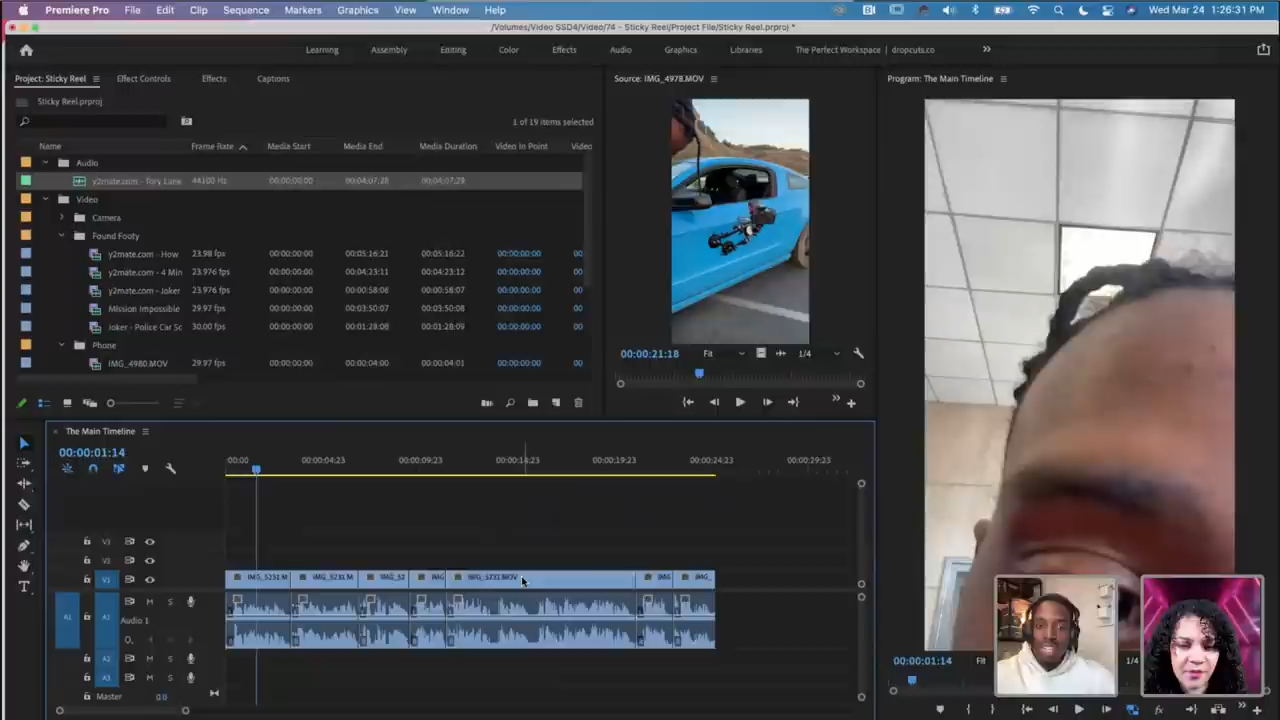 Premiere Pro File Edit Clip Sequence Markers Graphics View Window Help Wed Mar 24 1:26:31 PM
/Volumes/Video SSD4/Video/74 - Sticky Reel/Project File/Sticky Reel.prproj *
Learning Assembly Editing Color Effects Audio Graphics Libraries The Perfect Workspace | dropcuts.co
Project: Sticky Reel Effect Controls Effects Captions
Source: IMG_4978.MOV
Program: The Main Timeline
Sticky Reel.prproj
1 of 19 items selected
Name Frame Rate Media Start Media End Media Duration Video In Point Video
Audio
y2mate.com - Tory Lane 44100 Hz 00:00:00:00 00:04:07:28 00:04:07:29
Video
Camera
Found Footy
y2mate.com - How 23.98 fps 00:00:00:00 00:05:16:21 00:05:16:22 00:00:00:00 00
y2mate.com - 4 Min 23.976 fps 00:00:00:00 00:04:23:11 00:04:23:12 00:00:00:00 00
y2mate.com - Joker 23.976 fps 00:00:00:00 00:00:58:06 00:00:58:07 00:00:00:00 00
Mission Impossible 29.97 fps 00:00:00:00 00:03:50:07 00:03:50:08 00:00:00:00 00
Joker - Police Car Sc 30.00 fps 00:00:00:00 00:01:28:08 00:01:28:09 00:00:00:00 00
Phone
IMG_4980.MOV 29.97 fps 00:00:00:00 00:00:04:00 00:00:04:01 00:00:00:00 00
00:00:21:18 Fit 1/4
The Main Timeline
00:00:01:14
:00:00 00:00:04:23 00:00:09:23 00:00:14:23 00:00:19:23 00:00:24:23 00:00:29:23
V3
V2
V1
A1 A1 M S
Audio 1
A2 M S
A3 M S
Master 0.0
00:00:01:14 Fit 1/4